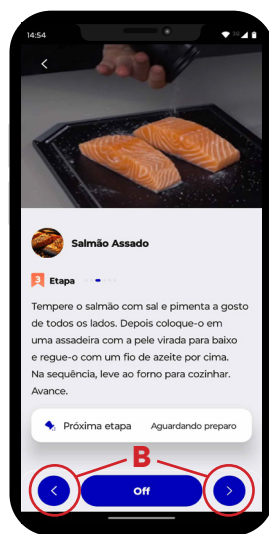 14:54
Salmão Assado
3 Etapa
Tempere o salmão com sal e pimenta a gosto
de todos os lados. Depois coloque-o em
uma assadeira com a pele virada para baixo
e regue-o com um fio de azeite por cima.
Na sequência, leve ao forno para cozinhar.
Avance.
Próxima etapa Aguardando preparo
B
Off